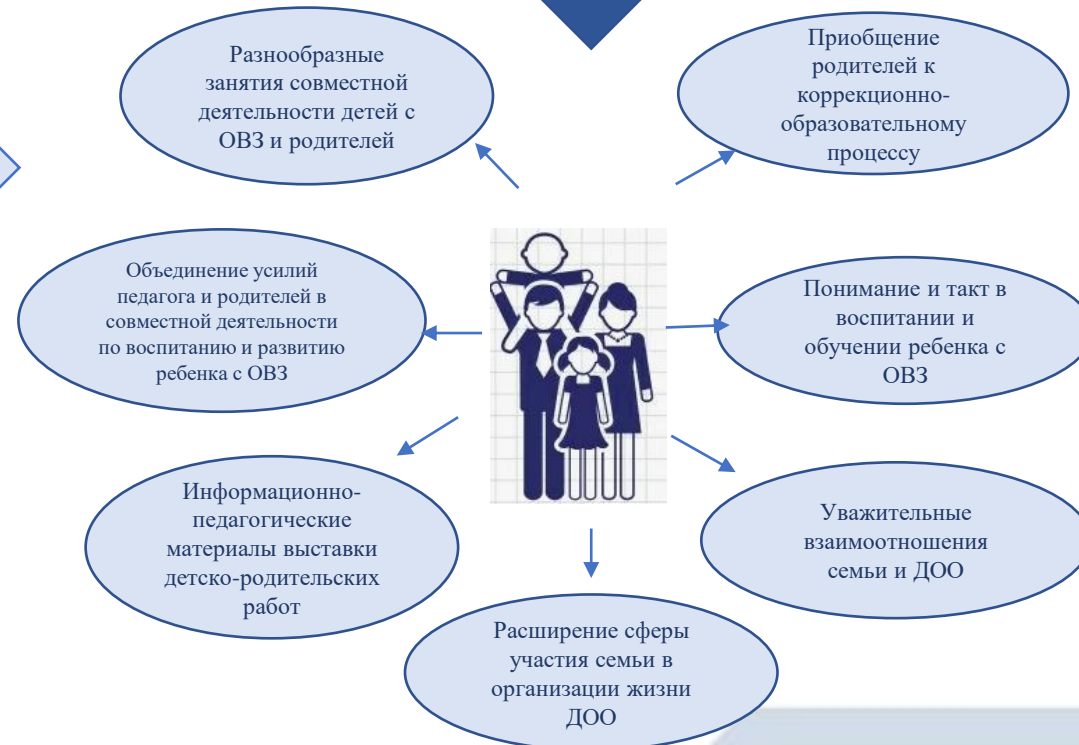 Разнообразные
занятия совместной
деятельности детей с
ОВЗ и родителей
Приобщение
родителей к
коррекционно-
образовательному
процессу
Объединение усилий
педагога и родителей в
совместной деятельности
по воспитанию и развитию
ребенка с ОВЗ
Понимание и такт в
воспитании и
обучении ребенка с
ОВЗ
Информационно-
педагогические
материалы выставки
детско-родительских
работ
Уважительные
взаимоотношения
семьи и ДОО
Расширение сферы
участия семьи в
организации жизни
ДОО